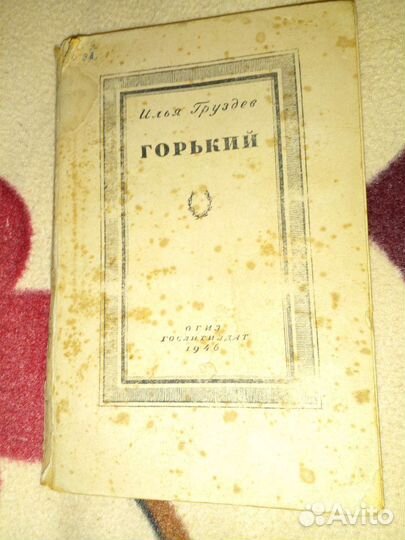 Илья Груздев
ГОРЬКИЙ
ОГИЗ
ГОСЛИТИЗДАТ
1946
Avito